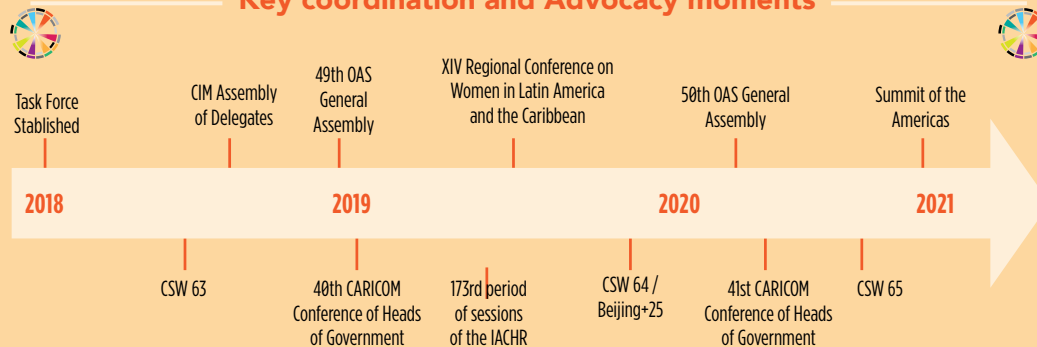 Key coordination and Advocacy moments
Task Force
Stablished
CIM Assembly
of Delegates
49th OAS
General
Assembly
XIV Regional Conference on
Women in Latin America
and the Caribbean
50th OAS General
Assembly
Summit of the
Americas
2018
2019
2020
2021
CSW 63
40th CARICOM
Conference of Heads
of Government
173rd period
of sessions
of the IACHR
CSW 64 /
Beijing+25
41st CARICOM
Conference of Heads
of Government
CSW 65